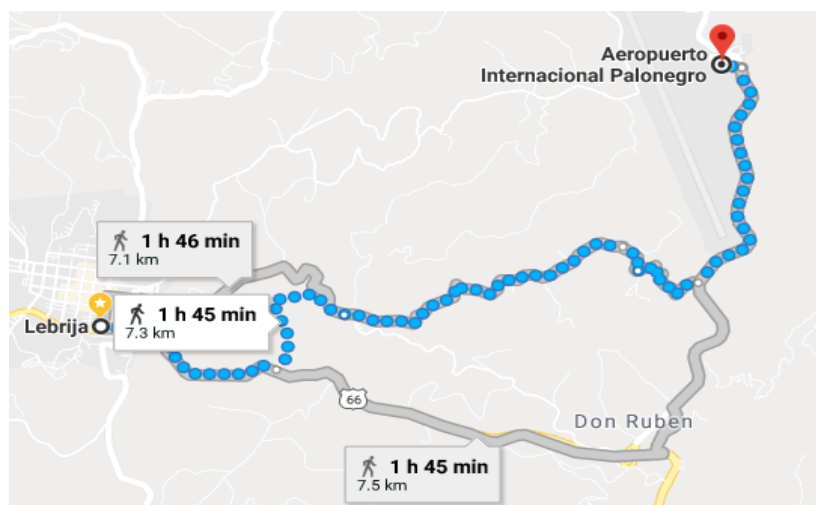 Aeropuerto
Internacional Palonegro
1 h 46 min
7.1 km
Lebrija
1 h 45 min
7.3 km
66
Don Ruben
1 h 45 min
7.5 km